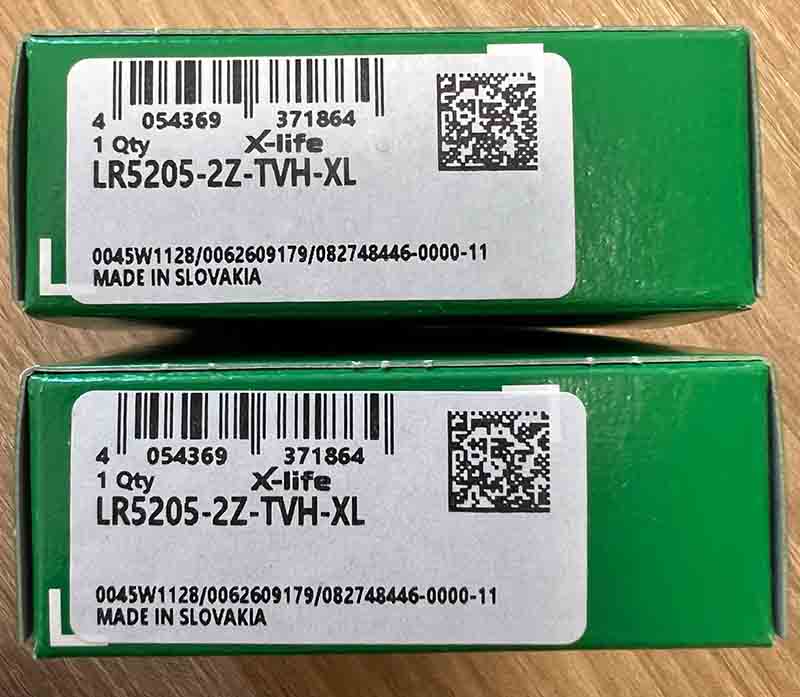 4 054369 371864
1 Qty X-life
LR5205-2Z-TVH-XL
0045W1128/0062609179/082748446-0000-11
MADE IN SLOVAKIA
4 054369 371864
1 Qty X-life
LR5205-2Z-TVH-XL
0045W1128/0062609179/082748446-0000-11
MADE IN SLOVAKIA